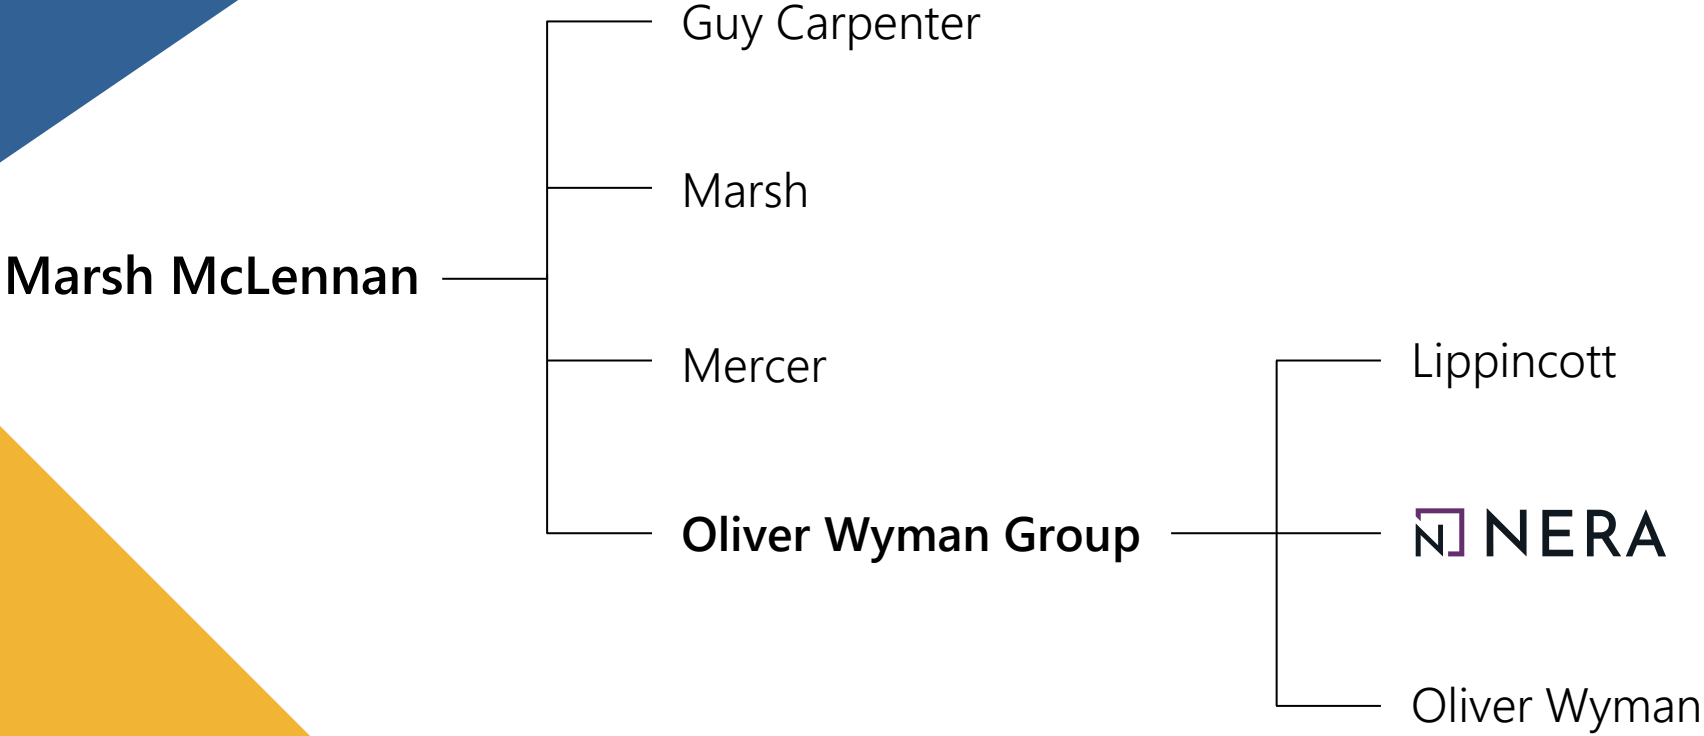 Guy Carpenter
Marsh
Marsh McLennan
Mercer
Lippincott
Oliver Wyman Group
NERA
Oliver Wyman